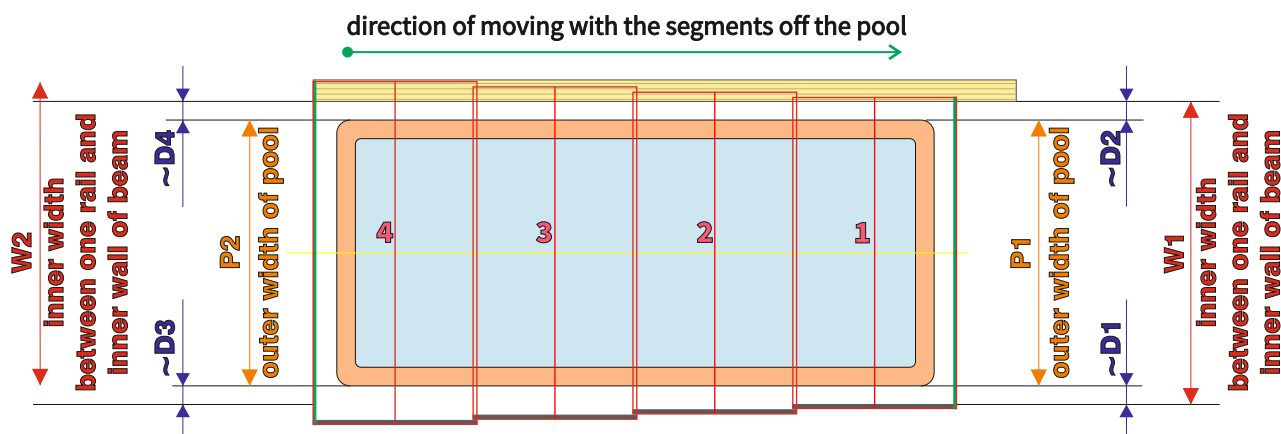 direction of moving with the segments off the pool
W2
inner width
between one rail and
inner wall of beam
~D4
~D3
P2
outer width of pool
4
3
2
1
P1
outer width of pool
~D2
~D1
W1
inner width
between one rail and
inner wall of beam